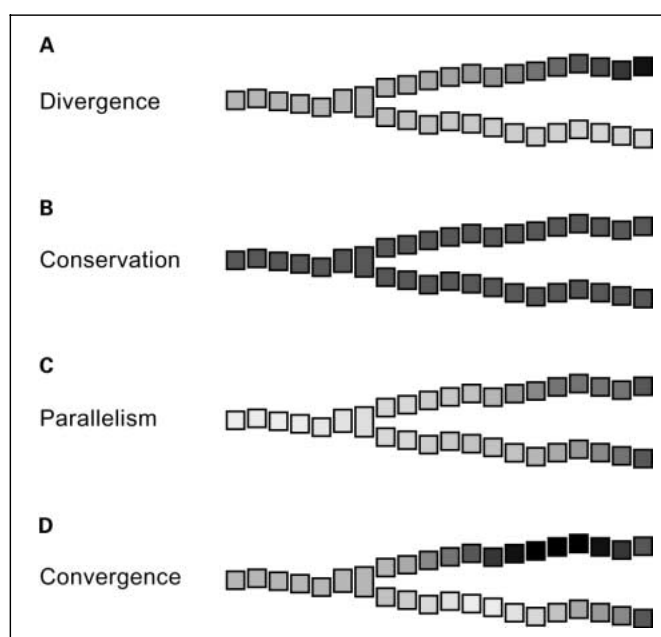 A
Divergence
B
Conservation
C
Parallelism
D
Convergence